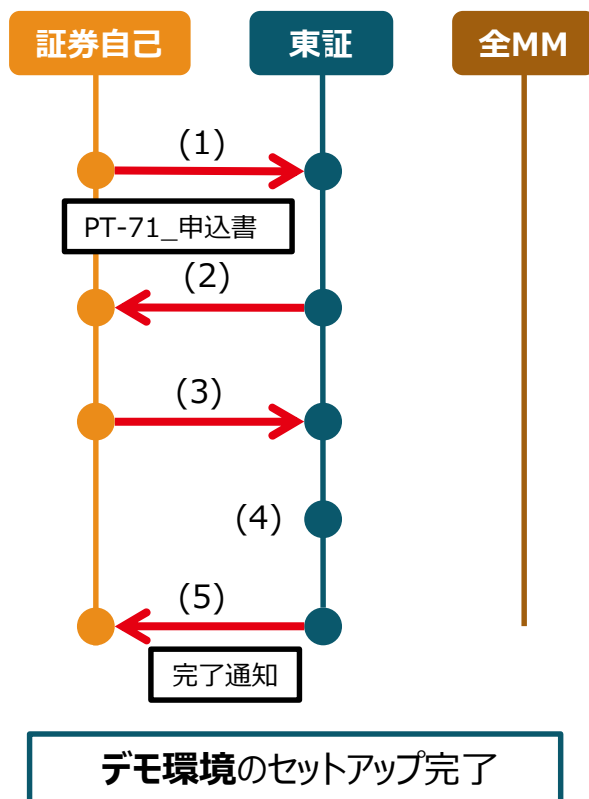 証券自己 東証 全MM
(1)
PT-71_申込書
(2)
(3)
(4)
(5)
完了通知
デモ環境のセットアップ完了